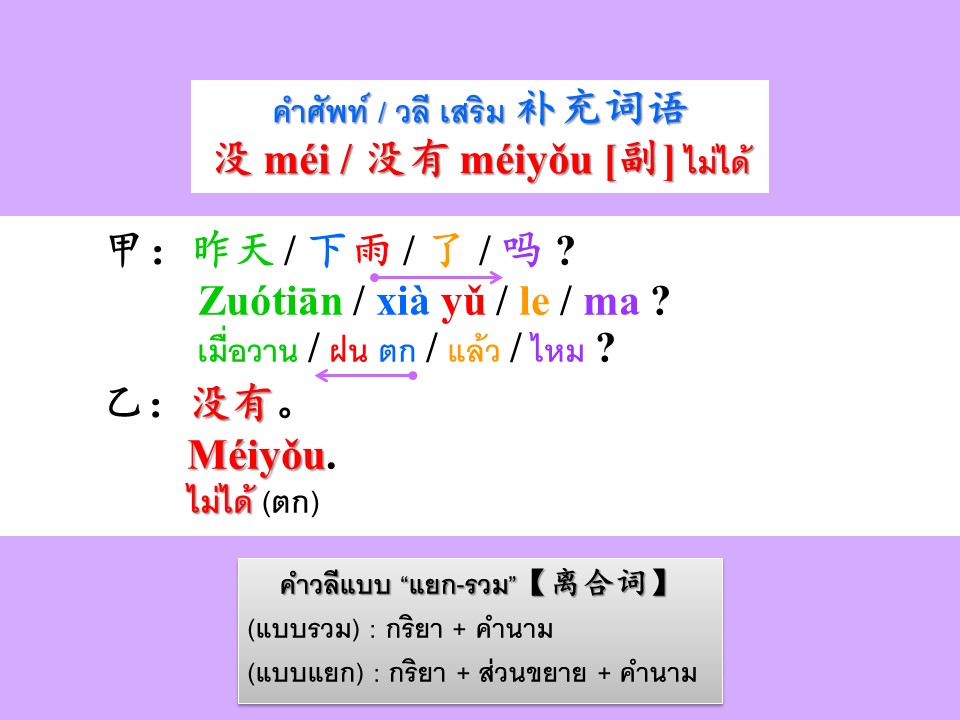 คำศัพท์ / วลี เสริม 补充词语
没 méi / 没有 méiyǒu [副] ไม่ได้
甲：昨天 / 下雨 / 了 / 吗 ?
Zuótiān / xià yǔ / le / ma ?
เมื่อวาน / ฝน ตก / แล้ว / ไหม ?
乙：没有。
Méiyǒu.
ไม่ได้ (ตก)
คำวลีแบบ “แยก-รวม”【离合词】
(แบบรวม) : กริยา + คำนาม
(แบบแยก) : กริยา + ส่วนขยาย + คำนาม